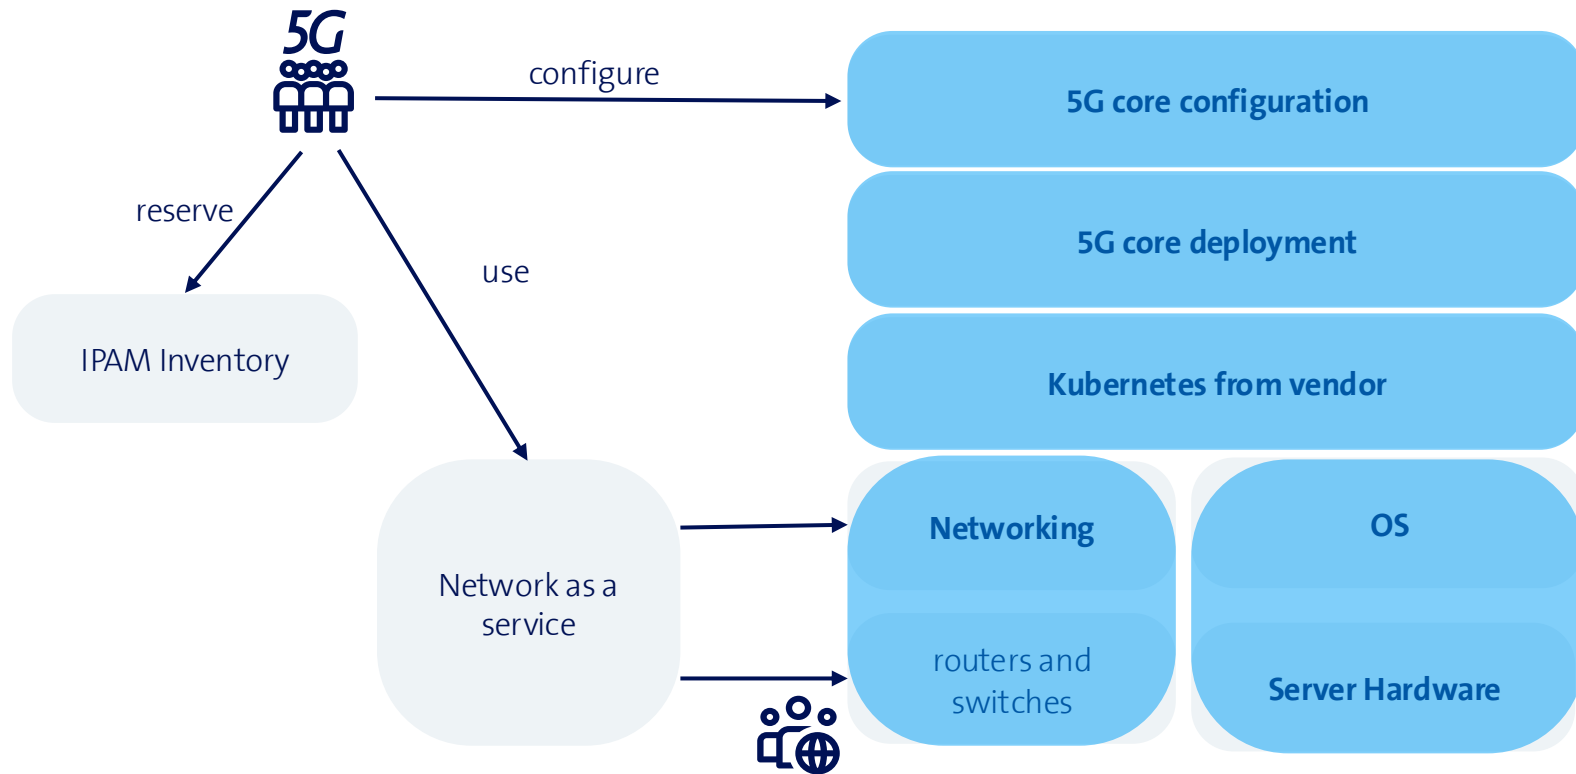 5G
configure
5G core configuration
reserve
5G core deployment
use
IPAM Inventory
Kubernetes from vendor
Networking
OS
Network as a
service
routers and
switches
Server Hardware